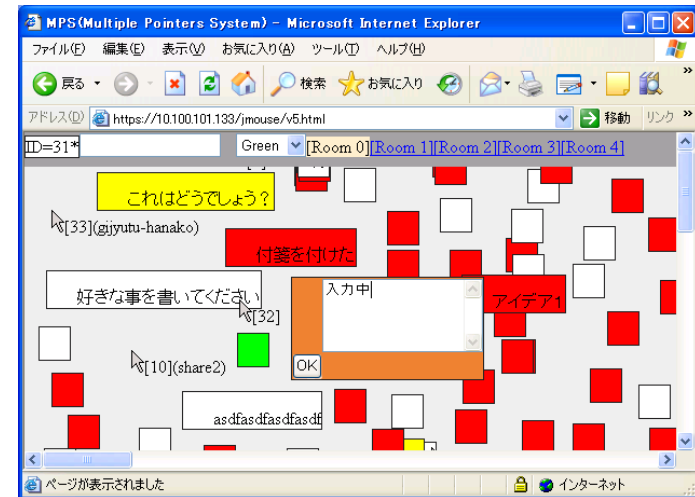 MPS(Multiple Pointers System) - Microsoft Internet Explorer
ファイル(F) 編集(E) 表示(V) お気に入り(A) ツール(T) ヘルプ(H)
戻る 検索 お気に入り
アドレス(D) https://10.100.101.133/jmouse/v5.html 移動 リンク
ID=31* Green [Room 0][Room 1][Room 2][Room 3][Room 4]
これはどうでしょう?
[33](gijyutu-hanako)
付箋を付けた
好きな事を書いてください
入力中
アイデア1
[32]
[10](share2)
OK
asdfasdfasdfasdf
ページが表示されました インターネット